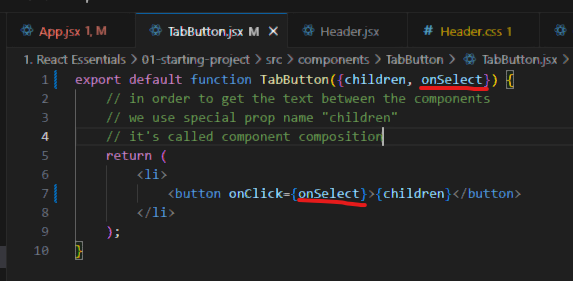 App.jsx 1, M
TabButton.jsx M
Header.jsx
# Header.css 1
1. React Essentials > 01-starting-project > src > components > TabButton > TabButton.jsx >
1 export default function TabButton({children, onSelect}) {
2 // in order to get the text between the components
3 // we use special prop name "children"
4 // it's called component composition
5 return (
6 <li>
7 <button onClick={onSelect}>{children}</button>
8 </li>
9 );
10 }